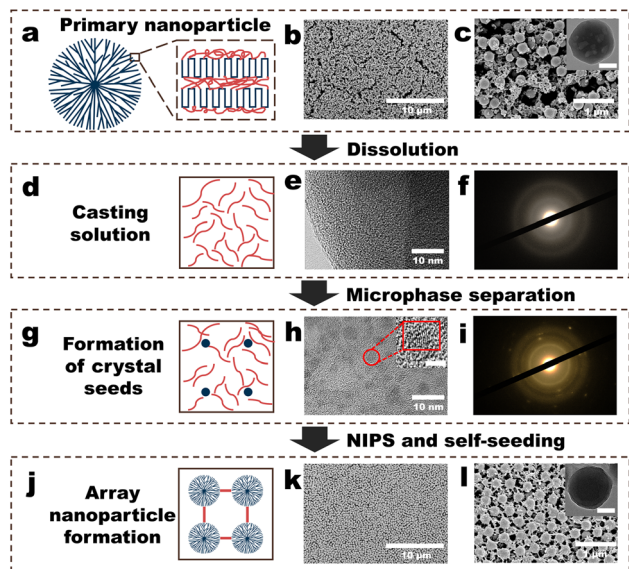 Primary nanoparticle
a
b
c
10 µm
1 µm
Dissolution
d
Casting
solution
e
f
10 nm
Microphase separation
g
Formation
of crystal
seeds
h
i
10 nm
NIPS and self-seeding
j
Array
nanoparticle
formation
k
l
10 µm
1 µm